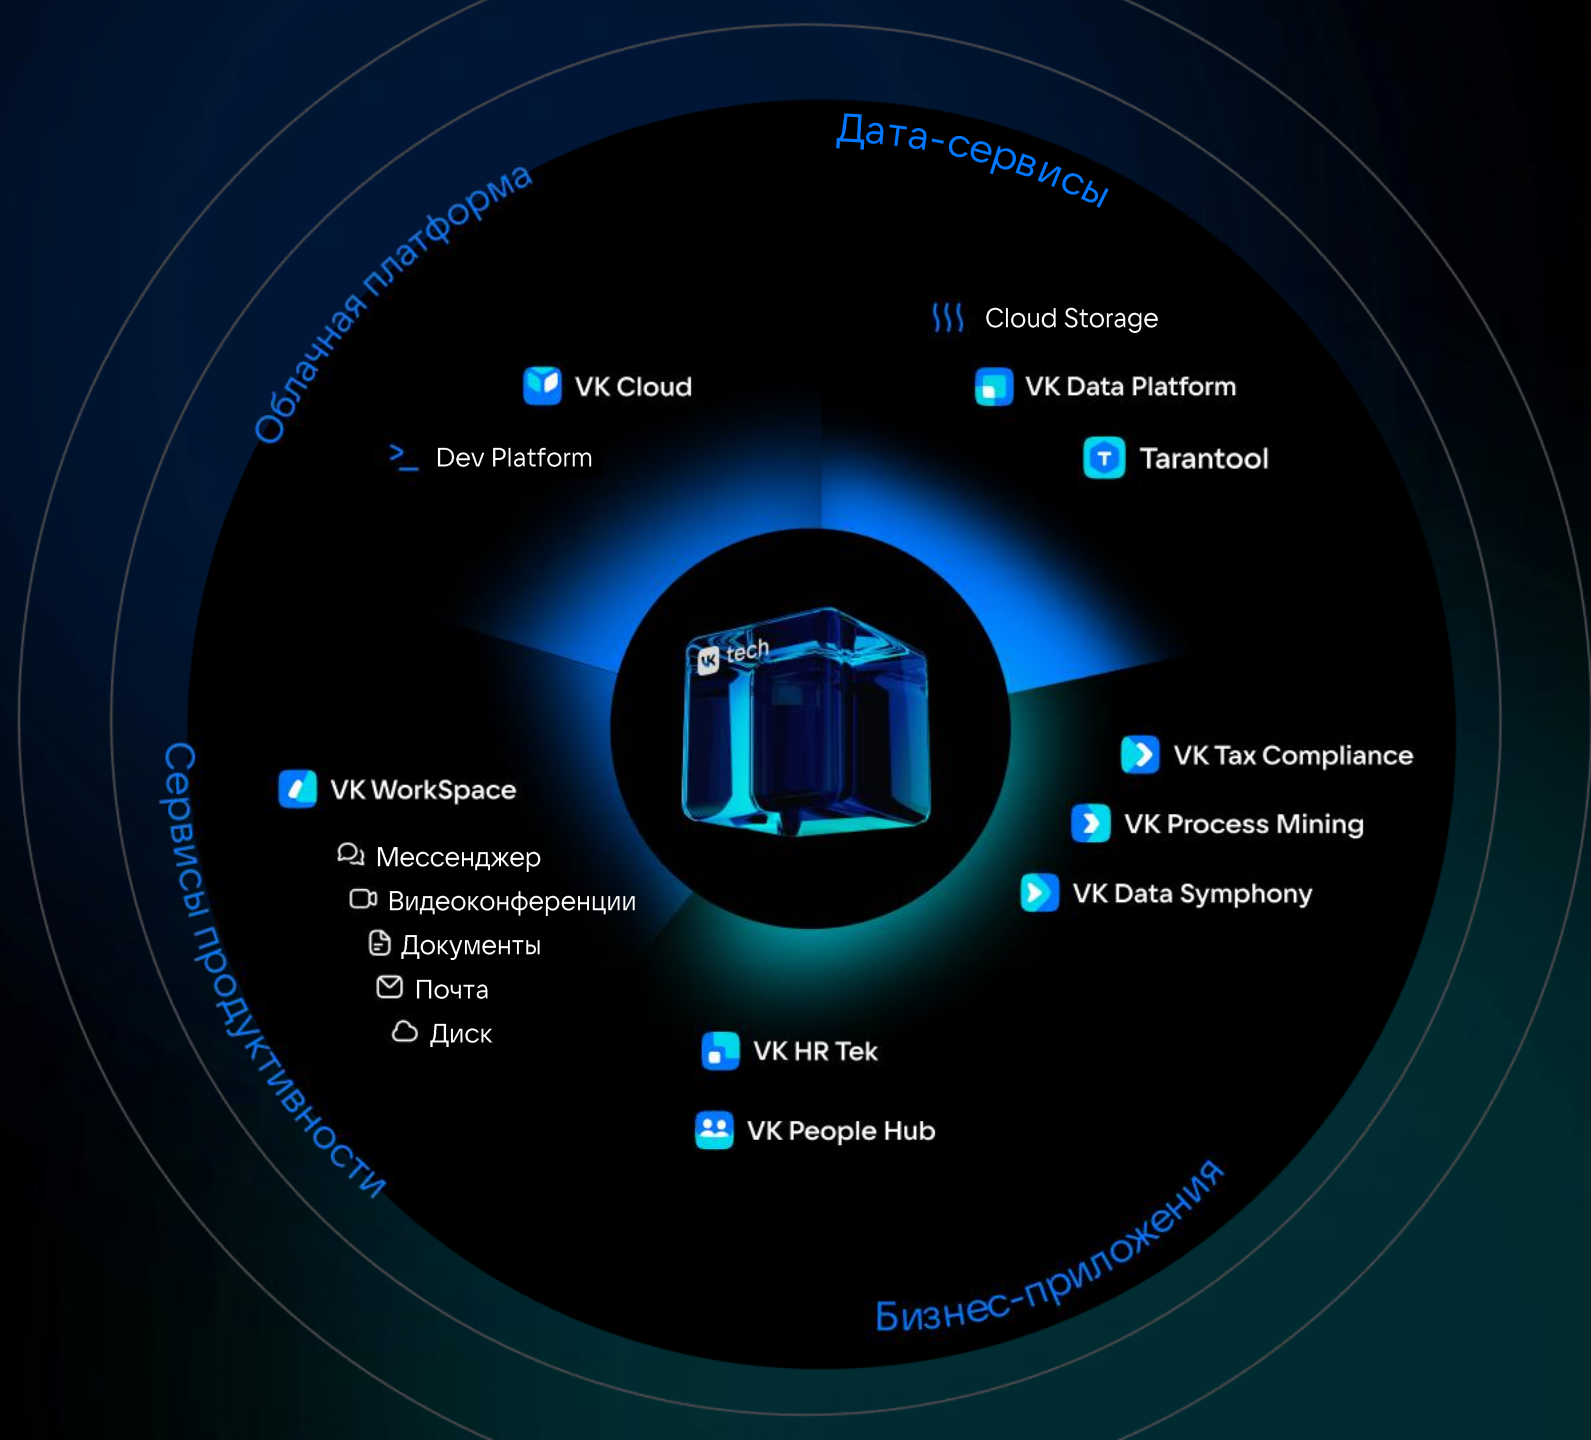 Облачная платформа
VK Cloud
Dev Platform
Дата-сервисы
Cloud Storage
VK Data Platform
Tarantool
VK tech
Сервисы продуктивности
VK WorkSpace
Мессенджер
Видеоконференции
Документы
Почта
Диск
VK Tax Compliance
VK Process Mining
VK Data Symphony
VK HR Tek
VK People Hub
Бизнес-приложения